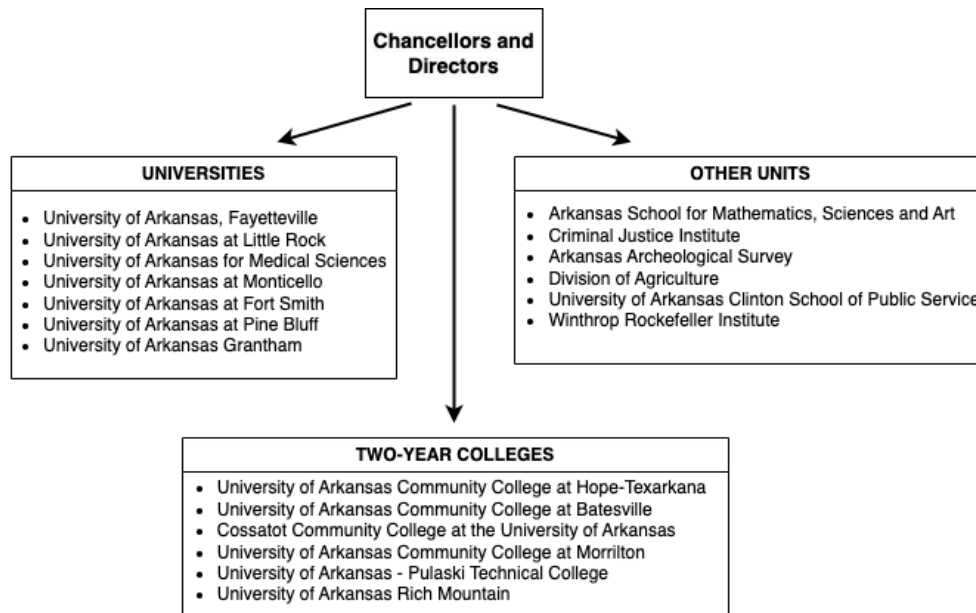 Chancellors and
Directors
UNIVERSITIES
• University of Arkansas, Fayetteville
• University of Arkansas at Little Rock
• University of Arkansas for Medical Sciences
• University of Arkansas at Monticello
• University of Arkansas at Fort Smith
• University of Arkansas at Pine Bluff
• University of Arkansas Grantham
OTHER UNITS
• Arkansas School for Mathematics, Sciences and Art
• Criminal Justice Institute
• Arkansas Archeological Survey
• Division of Agriculture
• University of Arkansas Clinton School of Public Service
• Winthrop Rockefeller Institute
TWO-YEAR COLLEGES
• University of Arkansas Community College at Hope-Texarkana
• University of Arkansas Community College at Batesville
• Cossatot Community College at the University of Arkansas
• University of Arkansas Community College at Morrilton
• University of Arkansas - Pulaski Technical College
• University of Arkansas Rich Mountain